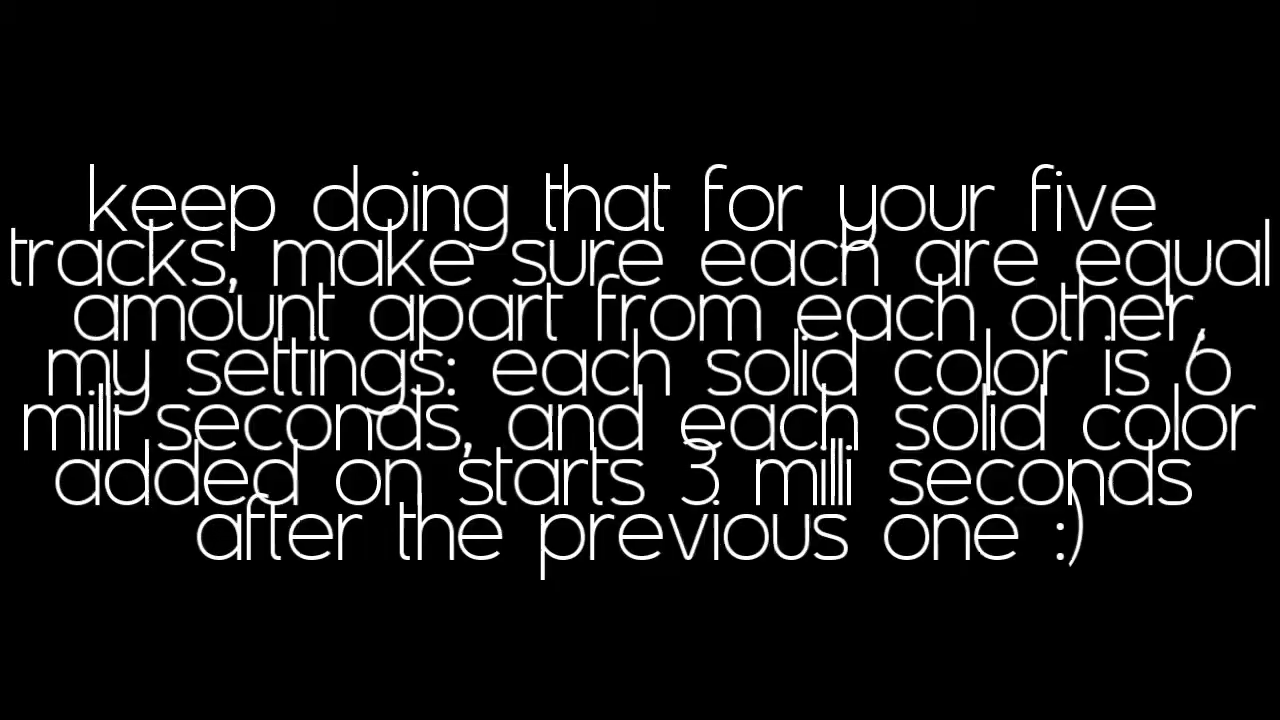 keep doing that for your five
tracks, make sure each are equal
amount apart from each other,
my settings: each solid color is 6
milli seconds, and each solid color
added on starts 3 milli seconds
after the previous one :)